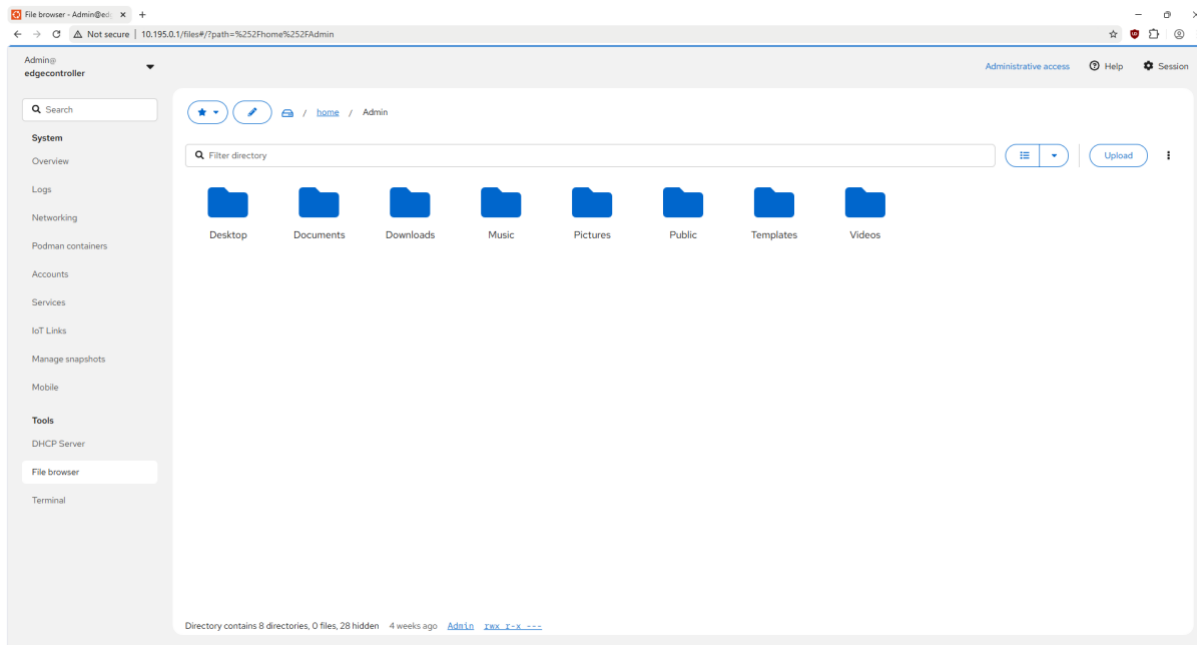 File browser - Admin@ed
Not secure | 10.195.0.1/files#/?path=%252Fhome%252FAdmin
Admin@
edgecontroller
Administrative access
Help
Session
Search
/ home / Admin
System
Filter directory
Upload
Overview
Logs
Networking
Podman containers
Accounts
Services
IoT Links
Manage snapshots
Mobile
Tools
DHCP Server
File browser
Terminal
Desktop
Documents
Downloads
Music
Pictures
Public
Templates
Videos
Directory contains 8 directories, 0 files, 28 hidden 4 weeks ago Admin rwx r-x ---